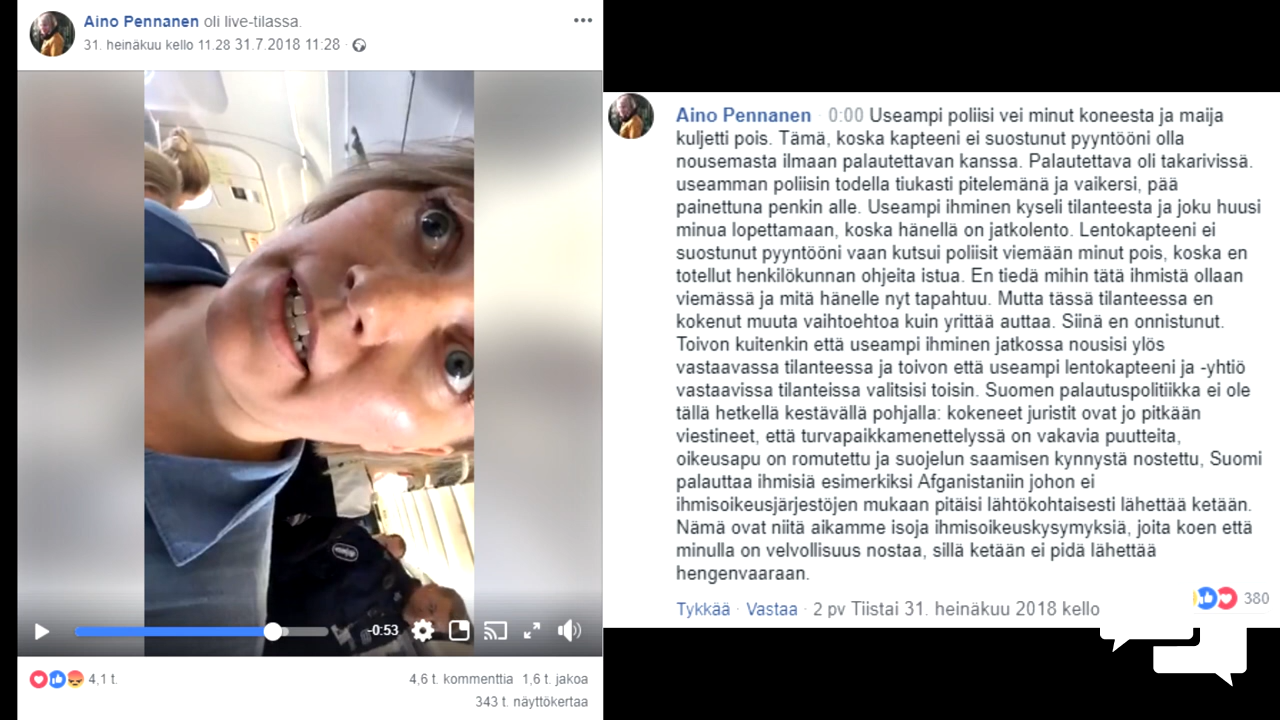 Aino Pennanen oli live-tilassa.
31. heinäkuu kello 11.28 31.7.2018 11:28 ·
-0:53
4,1 t.
4,6 t. kommenttia 1,6 t. jakoa
343 t. näyttökertaa
Aino Pennanen · 0:00 Useampi poliisi vei minut koneesta ja maija
kuljetti pois. Tämä, koska kapteeni ei suostunut pyyntööni olla
nousematta ilmaan palautettavan kanssa. Palautettava oli takarivissä.
useamman poliisin todella tiukasti pitelemänä ja vaikersi, pää
painettuna penkin alle. Useampi ihminen kyseli tilanteesta ja joku huusi
minua lopettamaan, koska hänellä on jatkolento. Lentokapteeni ei
suostunut pyyntööni vaan kutsui poliisit viemään minut pois, koska en
totellut henkilökunnan ohjeita istua. En tiedä mihin tätä ihmistä ollaan
viemässä ja mitä hänelle nyt tapahtuu. Mutta tässä tilanteessa en
kokenut muuta vaihtoehtoa kuin yrittää auttaa. Siinä en onnistunut.
Toivon kuitenkin että useampi ihminen jatkossa nousisi ylös
vastaavassa tilanteessa ja toivon että useampi lentokapteeni ja -yhtiö
vastaavissa tilanteissa valitsisi toisin. Suomen palautuspolitiikka ei ole
tällä hetkellä kestävällä pohjalla: kokeneet juristit ovat jo pitkään
viestineet, että turvapaikkamenettelyssä on vakavia puutteita,
oikeusapu on romutettu ja suojelun saamisen kynnystä nostettu, Suomi
palauttaa ihmisiä esimerkiksi Afganistaniin johon ei
ihmisoikeusjärjestöjen mukaan pitäisi lähtökohtaisesti lähettää ketään.
Nämä ovat niitä aikamme isoja ihmisoikeuskysymyksiä, joita koen että
minulla on velvollisuus nostaa, sillä ketään ei pidä lähettää
hengenvaaraan.
Tykkää · Vastaa · 2 pv Tiistai 31. heinäkuu 2018 kello
380